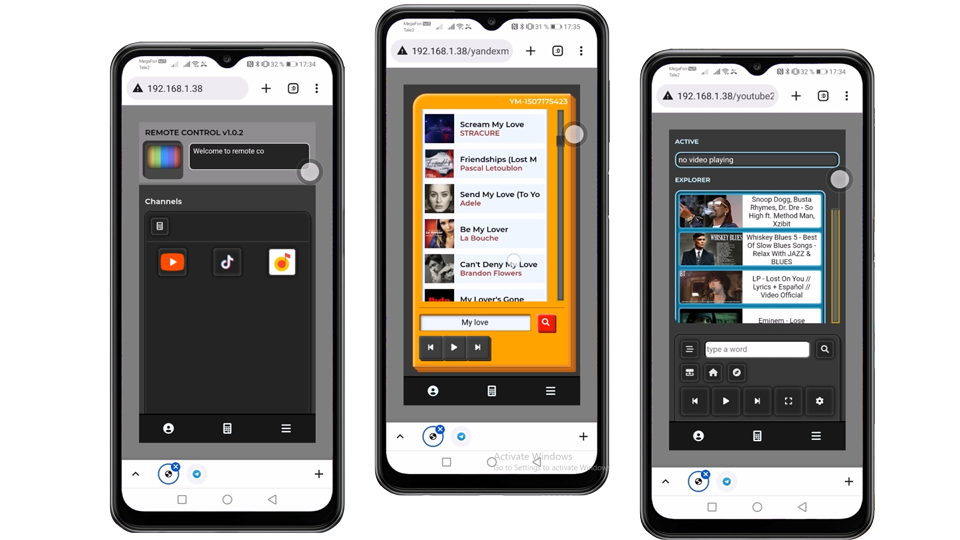 MegaFon
Tele2
32 %
17:34
192.168.1.38
:D
REMOTE CONTROL v1.0.2
Welcome to remote co
Channels
MegaFon
Tele2
31 %
17:35
192.168.1.38/yandexm
:D
YM-1507175423
Scream My Love
STRACURE
Friendships (Lost M
Pascal Letoublon
Send My Love (To Yo
Adele
Be My Lover
La Bouche
Can't Deny My Love
Brandon Flowers
My Lover's Gone
My love
Activate Windows
Go to Settings to activate Windows
MegaFon
Tele2
32 %
17:34
192.168.1.38/youtube2
:D
ACTIVE
no video playing
EXPLORER
Snoop Dogg, Busta
Rhymes, Dr. Dre - So
High ft. Method Man,
Xzibit
WHISKEY BLUES
Whiskey Blues 5 - Best
Of Slow Blues Songs -
Relax With JAZZ &
BLUES
LP - Lost On You //
Lyrics + Español //
Video Official
Eminem - Lose
type a word